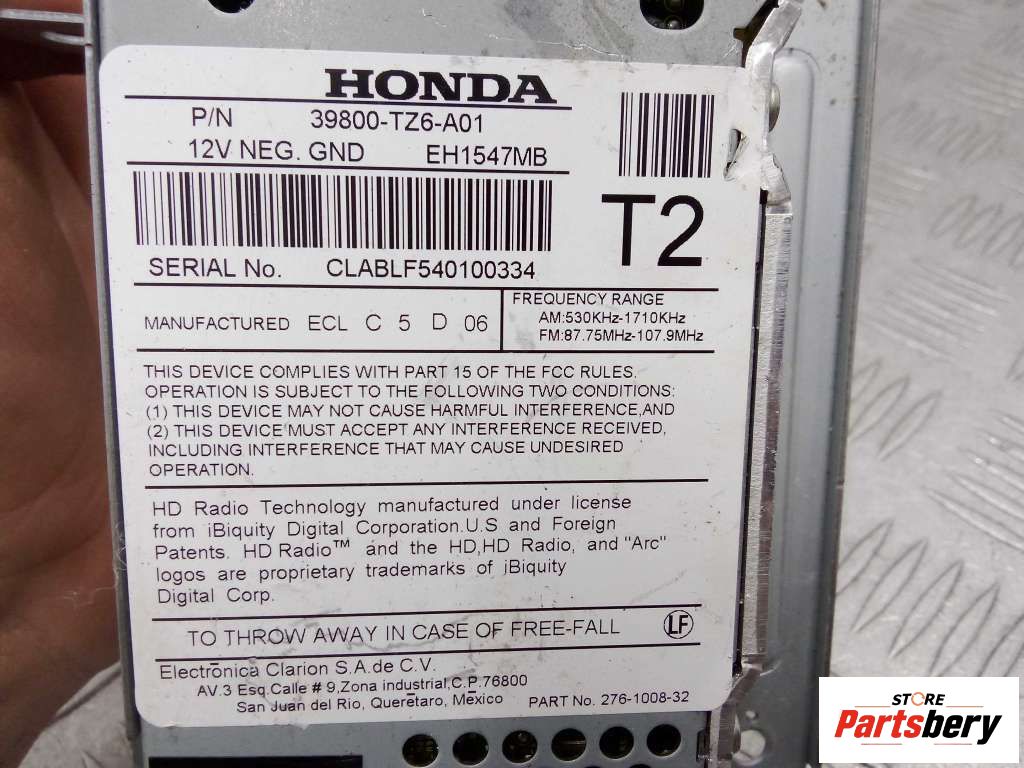 HONDA
P/N 39800-TZ6-A01
12V NEG. GND EH1547MB
T2
SERIAL No. CLABLF540100334
MANUFACTURED ECL C 5 D 06
FREQUENCY RANGE
AM:530KHz-1710KHz
FM:87.75MHz-107.9MHz
THIS DEVICE COMPLIES WITH PART 15 OF THE FCC RULES.
OPERATION IS SUBJECT TO THE FOLLOWING TWO CONDITIONS:
(1) THIS DEVICE MAY NOT CAUSE HARMFUL INTERFERENCE,AND
(2) THIS DEVICE MUST ACCEPT ANY INTERFERENCE RECEIVED,
INCLUDING INTERFERENCE THAT MAY CAUSE UNDESIRED
OPERATION.
HD Radio Technology manufactured under license
from iBiquity Digital Corporation.U.S and Foreign
Patents. HD Radio™ and the HD,HD Radio, and "Arc"
logos are proprietary trademarks of iBiquity
Digital Corp.
TO THROW AWAY IN CASE OF FREE-FALL LF
Electrónica Clarion S.A.de C.V.
AV.3 Esq.Calle # 9,Zona industrial,C.P.76800
San Juan del Rio, Querétaro, México PART No. 276-1008-32
STORE
Partsbery